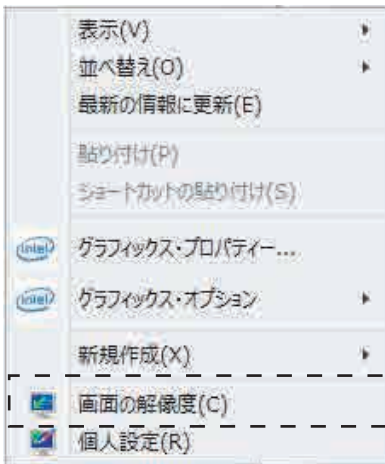 表示(V)
並べ替え(O)
最新の情報に更新(E)
貼り付け(P)
ショートカットの貼り付け(S)
intel グラフィックス・プロパティー...
intel グラフィックス・オプション
新規作成(X)
画面の解像度(C)
個人設定(R)